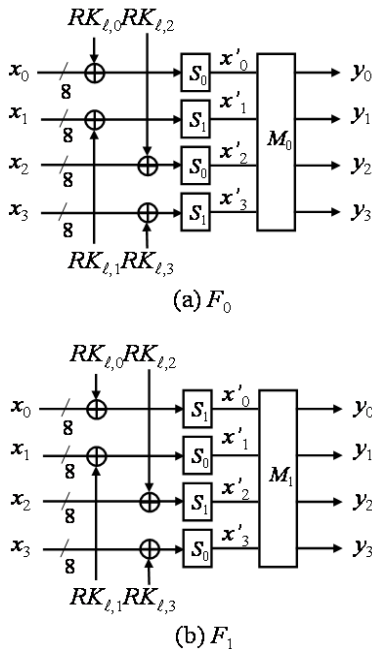 RKℓ,0 RKℓ,2
x0 8 S0 x'0 y0
x1 8 S1 x'1 y1
M0
x2 8 S0 x'2 y2
x3 8 S1 x'3 y3
RKℓ,1 RKℓ,3
(a) F0
RKℓ,0 RKℓ,2
x0 8 S1 x'0 y0
x1 8 S0 x'1 y1
M1
x2 8 S1 x'2 y2
x3 8 S0 x'3 y3
RKℓ,1 RKℓ,3
(b) F1